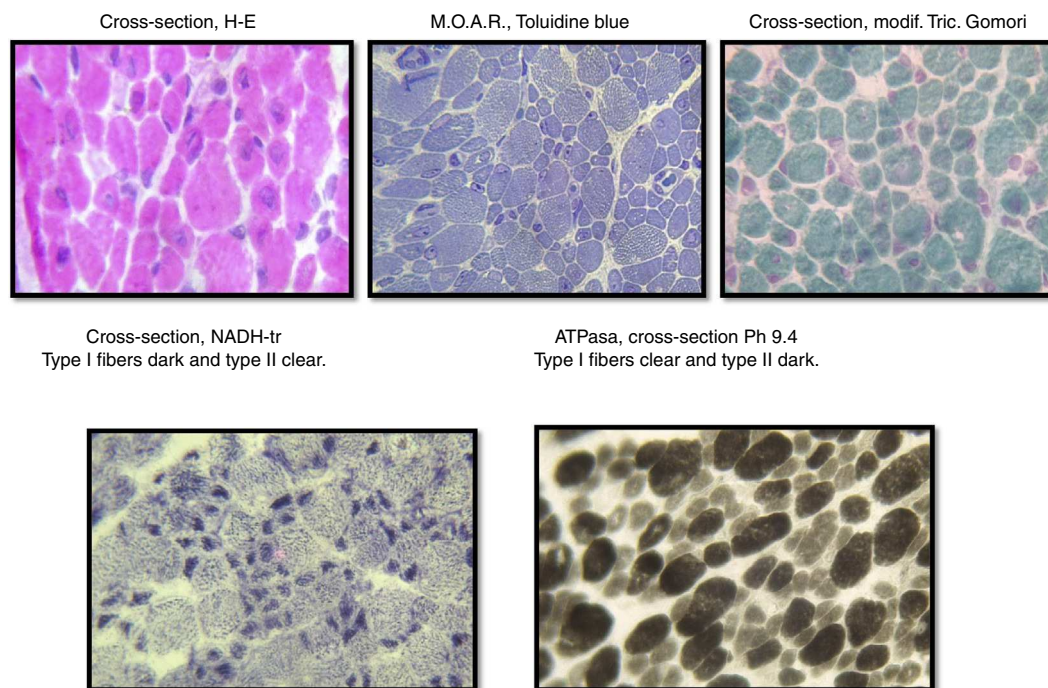 Cross-section, H-E
M.O.A.R., Toluidine blue
Cross-section, modif. Tric. Gomori
Cross-section, NADH-tr
Type I fibers dark and type II clear.
ATPasa, cross-section Ph 9.4
Type I fibers clear and type II dark.